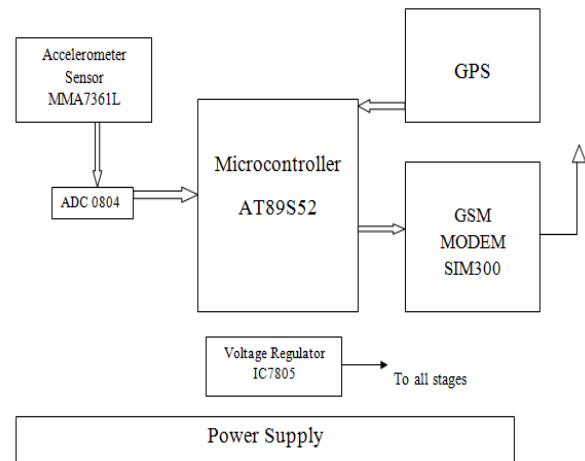 Accelerometer
Sensor
MMA7361L
GPS
Microcontroller
AT89S52
ADC 0804
GSM
MODEM
SIM300
Voltage Regulator
IC7805
To all stages
Power Supply